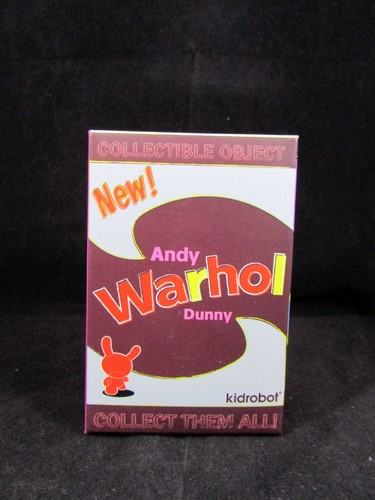 COLLECTIBLE OBJECT
New!
Andy
Warhol
Dunny
kidrobot®
COLLECT THEM ALL!